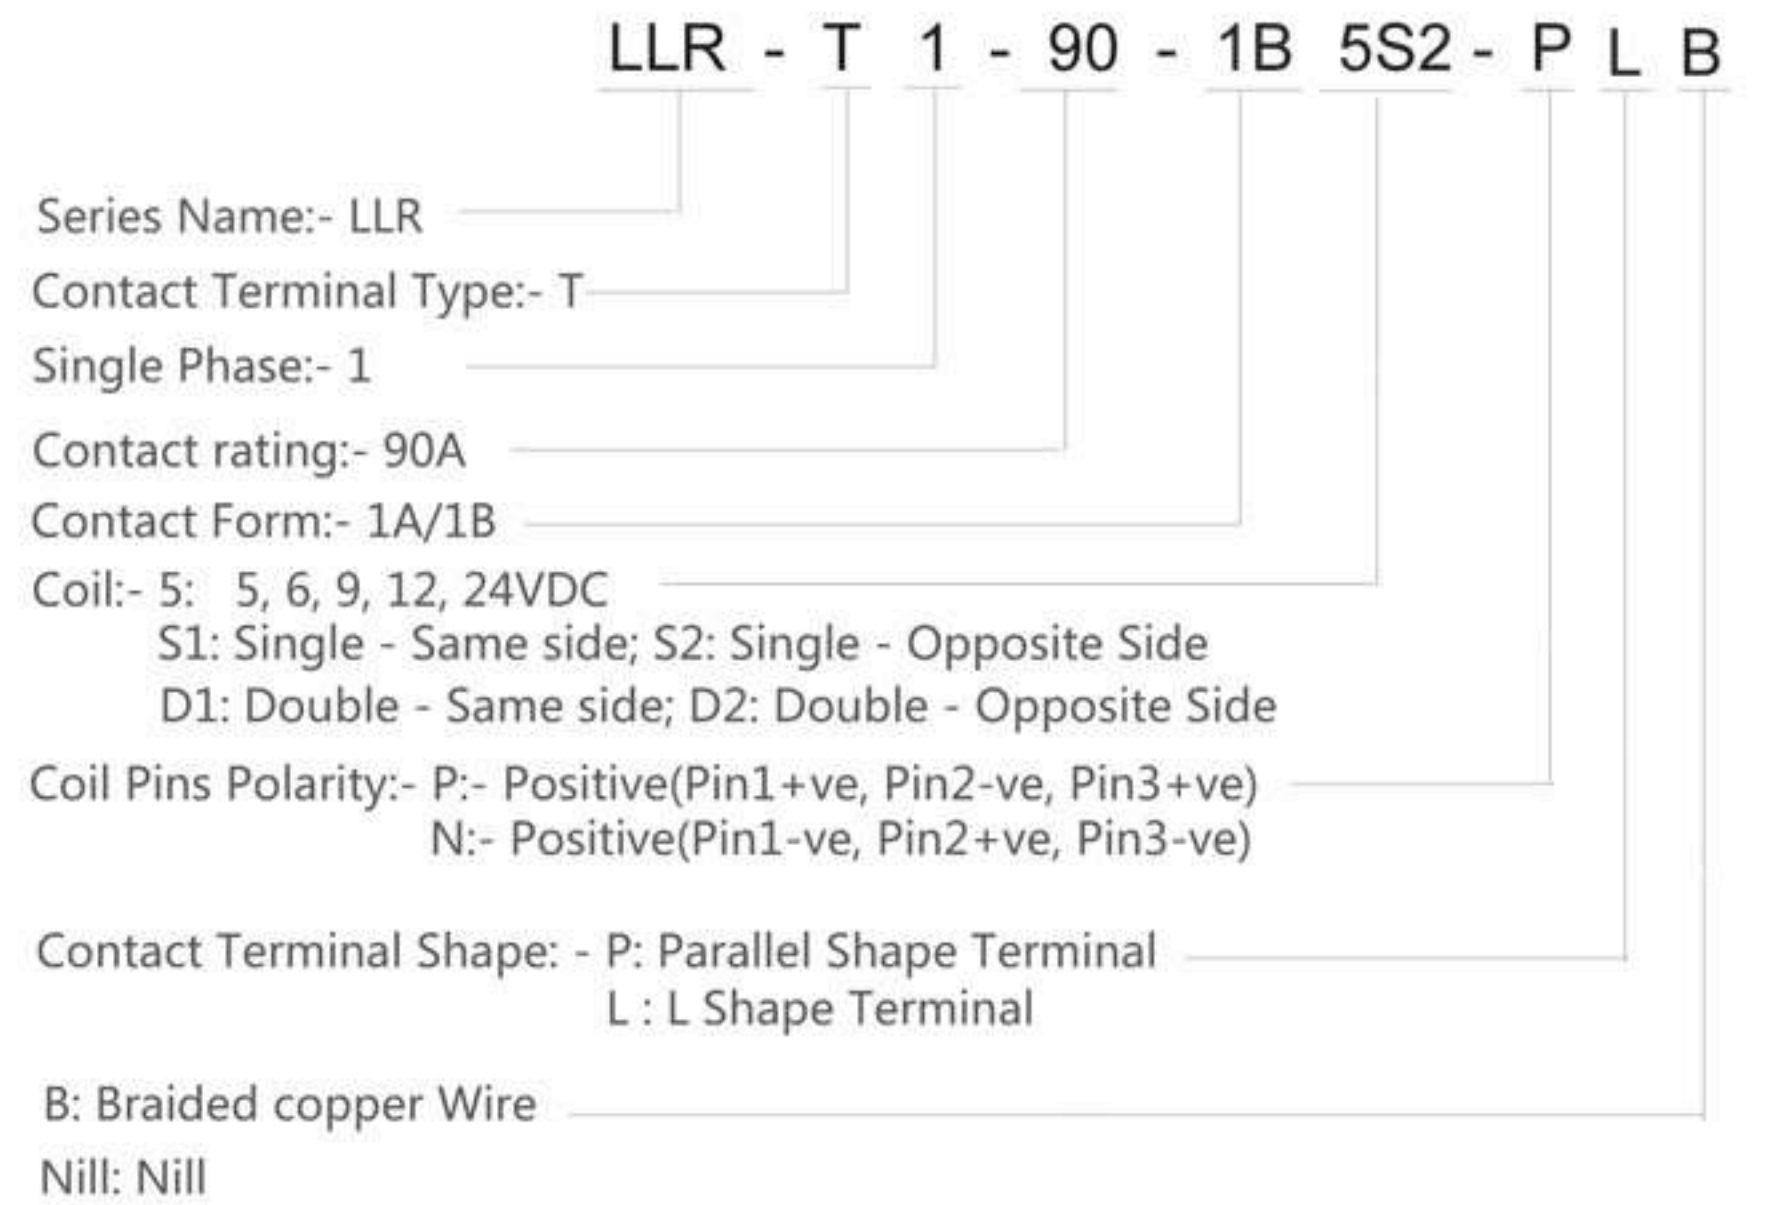 LLR - T 1 - 90 - 1B 5S2 - P L B
Series Name:- LLR
Contact Terminal Type:- T
Single Phase:- 1
Contact rating:- 90A
Contact Form:- 1A/1B
Coil:- 5: 5, 6, 9, 12, 24VDC
S1: Single - Same side; S2: Single - Opposite Side
D1: Double - Same side; D2: Double - Opposite Side
Coil Pins Polarity:- P:- Positive(Pin1+ve, Pin2-ve, Pin3+ve)
N:- Positive(Pin1-ve, Pin2+ve, Pin3-ve)
Contact Terminal Shape: - P: Parallel Shape Terminal
L : L Shape Terminal
B: Braided copper Wire
Nill: Nill